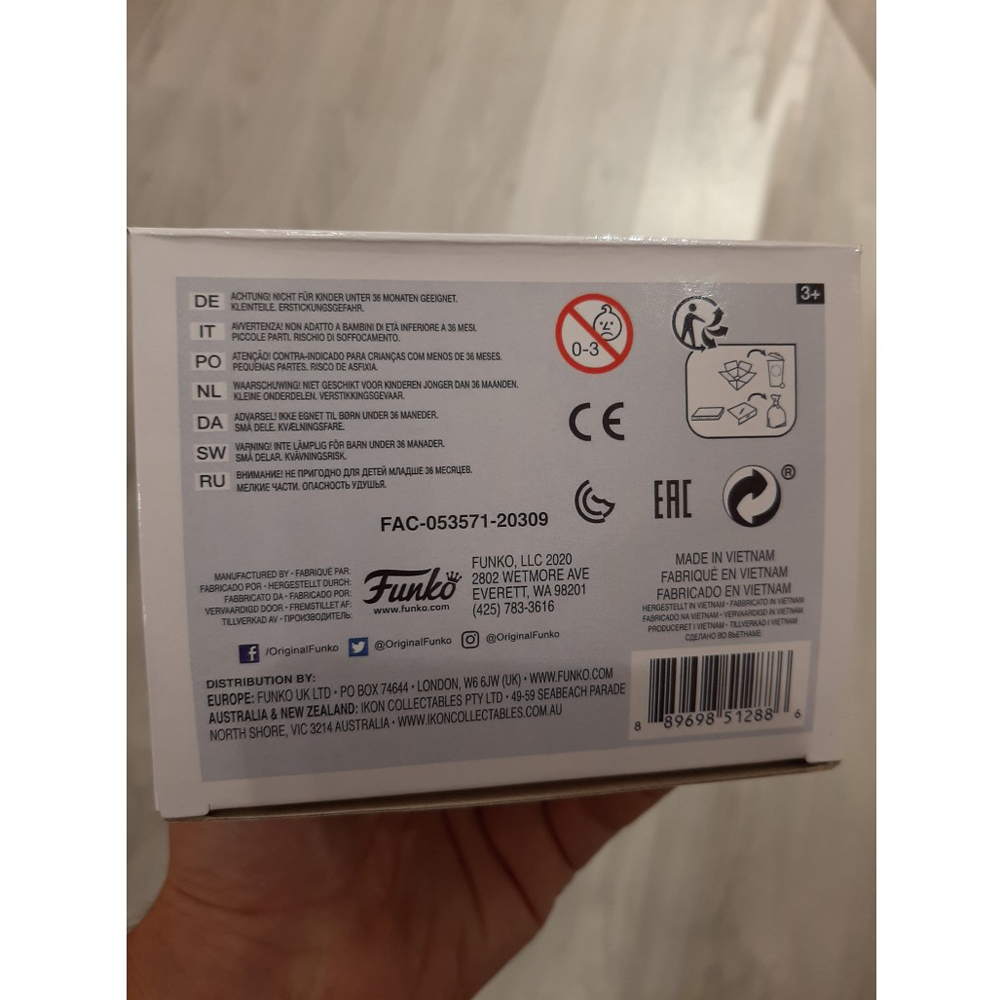 3+
DE ACHTUNG! NICHT FÜR KINDER UNTER 36 MONATEN GEEIGNET.
KLEINTEILE. ERSTICKUNGSGEFAHR.
IT AVVERTENZA! NON ADATTO A BAMBINI DI ETÀ INFERIORE A 36 MESI.
PICCOLE PARTI. RISCHIO DI SOFFOCAMENTO.
PO ATENÇÃO! CONTRA-INDICADO PARA CRIANÇAS COM MENOS DE 36 MESES.
PEQUENAS PARTES. RISCO DE ASFIXIA.
NL WAARSCHUWING! NIET GESCHIKT VOOR KINDEREN JONGER DAN 36 MAANDEN.
KLEINE ONDERDELEN. VERSTIKKINGSGEVAAR.
DA ADVARSEL! IKKE EGNET TIL BØRN UNDER 36 MANEDER.
SMÅ DELE. KVÆLNINGSFARE.
SW VARNING! INTE LÄMPLIG FÖR BARN UNDER 36 MANADER.
SMÅ DELAR. KVÄVNINGSRISK.
RU ВНИМАНИЕ! НЕ ПРИГОДНО ДЛЯ ДЕТЕЙ МЛАДШЕ 36 МЕСЯЦЕВ.
МЕЛКИЕ ЧАСТИ. ОПАСНОСТЬ УДУШЬЯ.
0-3
CE
EAC
®
FAC-053571-20309
MANUFACTURED BY • FABRIQUÉ PAR:
FABRICADO POR • HERGESTELLT DURCH:
FABBRICATO DA • FABRICADO POR:
VERVAARDIGD DOOR • FREMSTILLET AF:
TILLVERKAD AV • ПРОИЗВОДИТЕЛЬ:
Funko
www.funko.com
FUNKO, LLC 2020
2802 WETMORE AVE
EVERETT, WA 98201
(425) 783-3616
MADE IN VIETNAM
FABRIQUÉ EN VIETNAM
FABRICADO EN VIETNAM
HERGESTELLT IN VIETNAM • FABBRICATO IN VIETNAM
FABRICADO NA VIETNAM • VERVAARDIGD IN VIETNAM
PRODUCERET I VIETNAM • TILLVERKAD I VIETNAM
СДЕЛАНО ВО ВЬЕТНАМЕ
/OriginalFunko @OriginalFunko @OriginalFunko
DISTRIBUTION BY:
EUROPE: FUNKO UK LTD • PO BOX 74644 • LONDON, W6 6JW (UK) • WWW.FUNKO.COM
AUSTRALIA & NEW ZEALAND: IKON COLLECTABLES PTY LTD • 49-59 SEABEACH PARADE
NORTH SHORE, VIC 3214 AUSTRALIA • WWW.IKONCOLLECTABLES.COM.AU
8 89698 51288 6